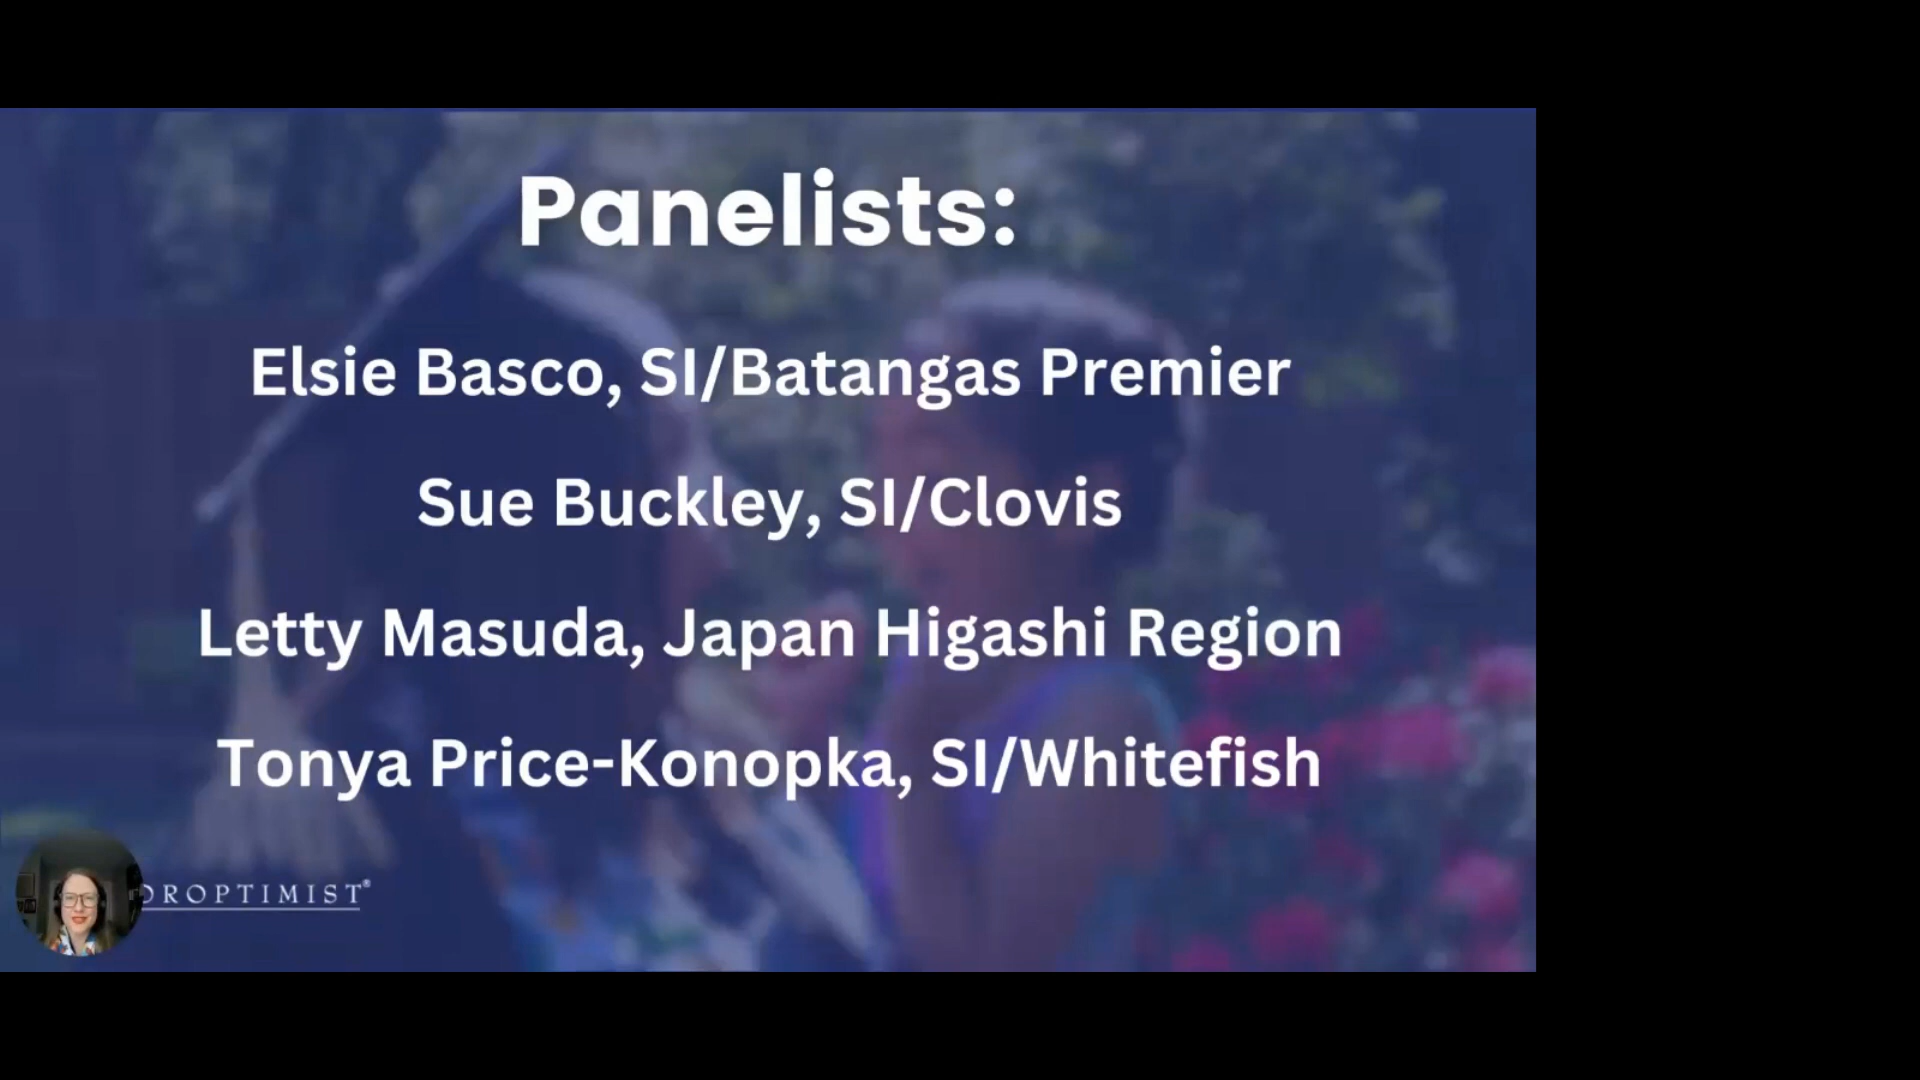 Panelists:
Elsie Basco, SI/Batangas Premier
Sue Buckley, SI/Clovis
Letty Masuda, Japan Higashi Region
Tonya Price-Konopka, SI/Whitefish
OROPTIMIST®